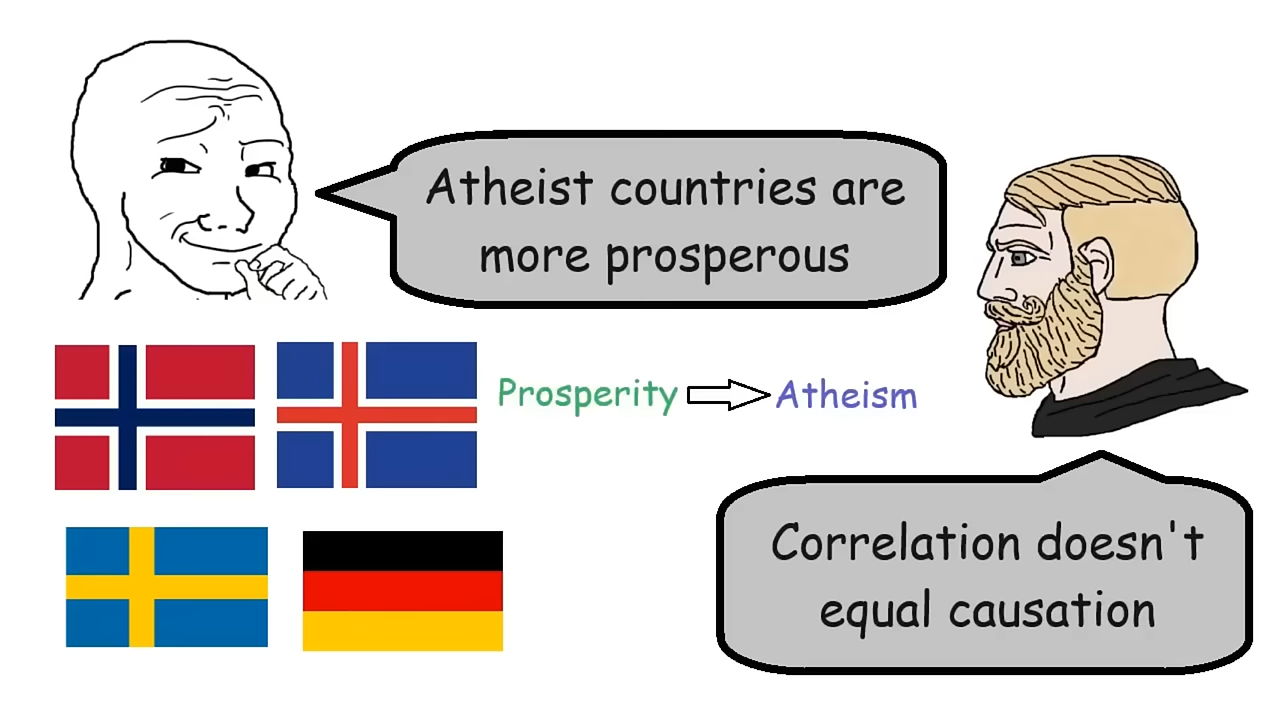 Atheist countries are
more prosperous
Prosperity Atheism
Correlation doesn't
equal causation